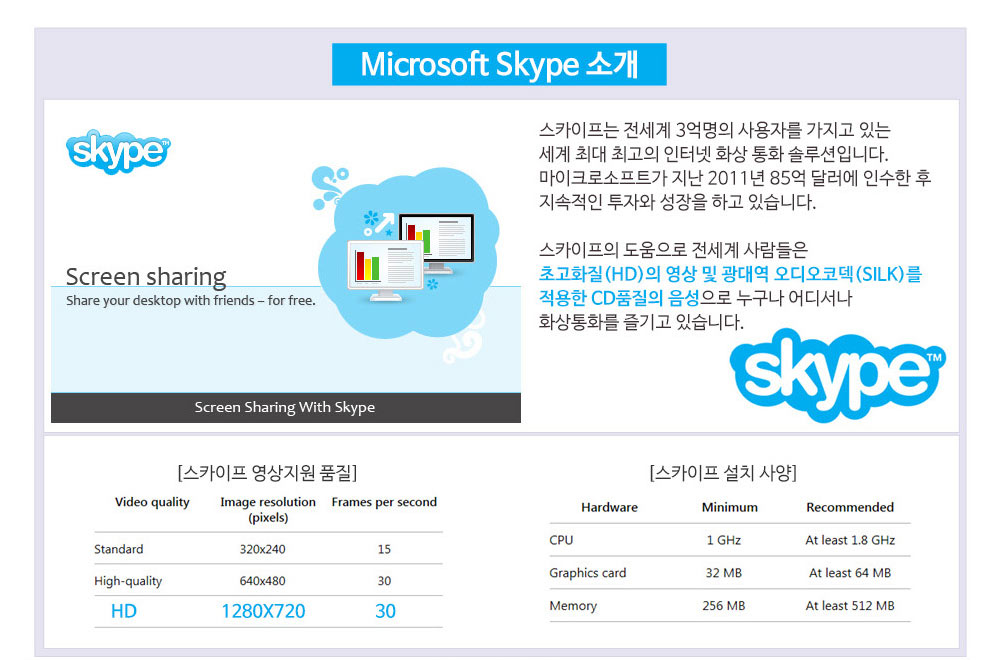 Microsoft Skype 소개
skype™
Screen sharing
Share your desktop with friends – for free.
Screen Sharing With Skype
스카이프는 전세계 3억명의 사용자를 가지고 있는
세계 최대 최고의 인터넷 화상 통화 솔루션입니다.
마이크로소프트가 지난 2011년 85억 달러에 인수한 후
지속적인 투자와 성장을 하고 있습니다.
스카이프의 도움으로 전세계 사람들은
초고화질(HD)의 영상 및 광대역 오디오코덱(SILK)를
적용한 CD품질의 음성으로 누구나 어디서나
화상통화를 즐기고 있습니다.
skype™
[스카이프 영상지원 품질]
Video quality Image resolution (pixels) Frames per second
Standard 320x240 15
High-quality 640x480 30
HD 1280X720 30
[스카이프 설치 사양]
Hardware Minimum Recommended
CPU 1 GHz At least 1.8 GHz
Graphics card 32 MB At least 64 MB
Memory 256 MB At least 512 MB